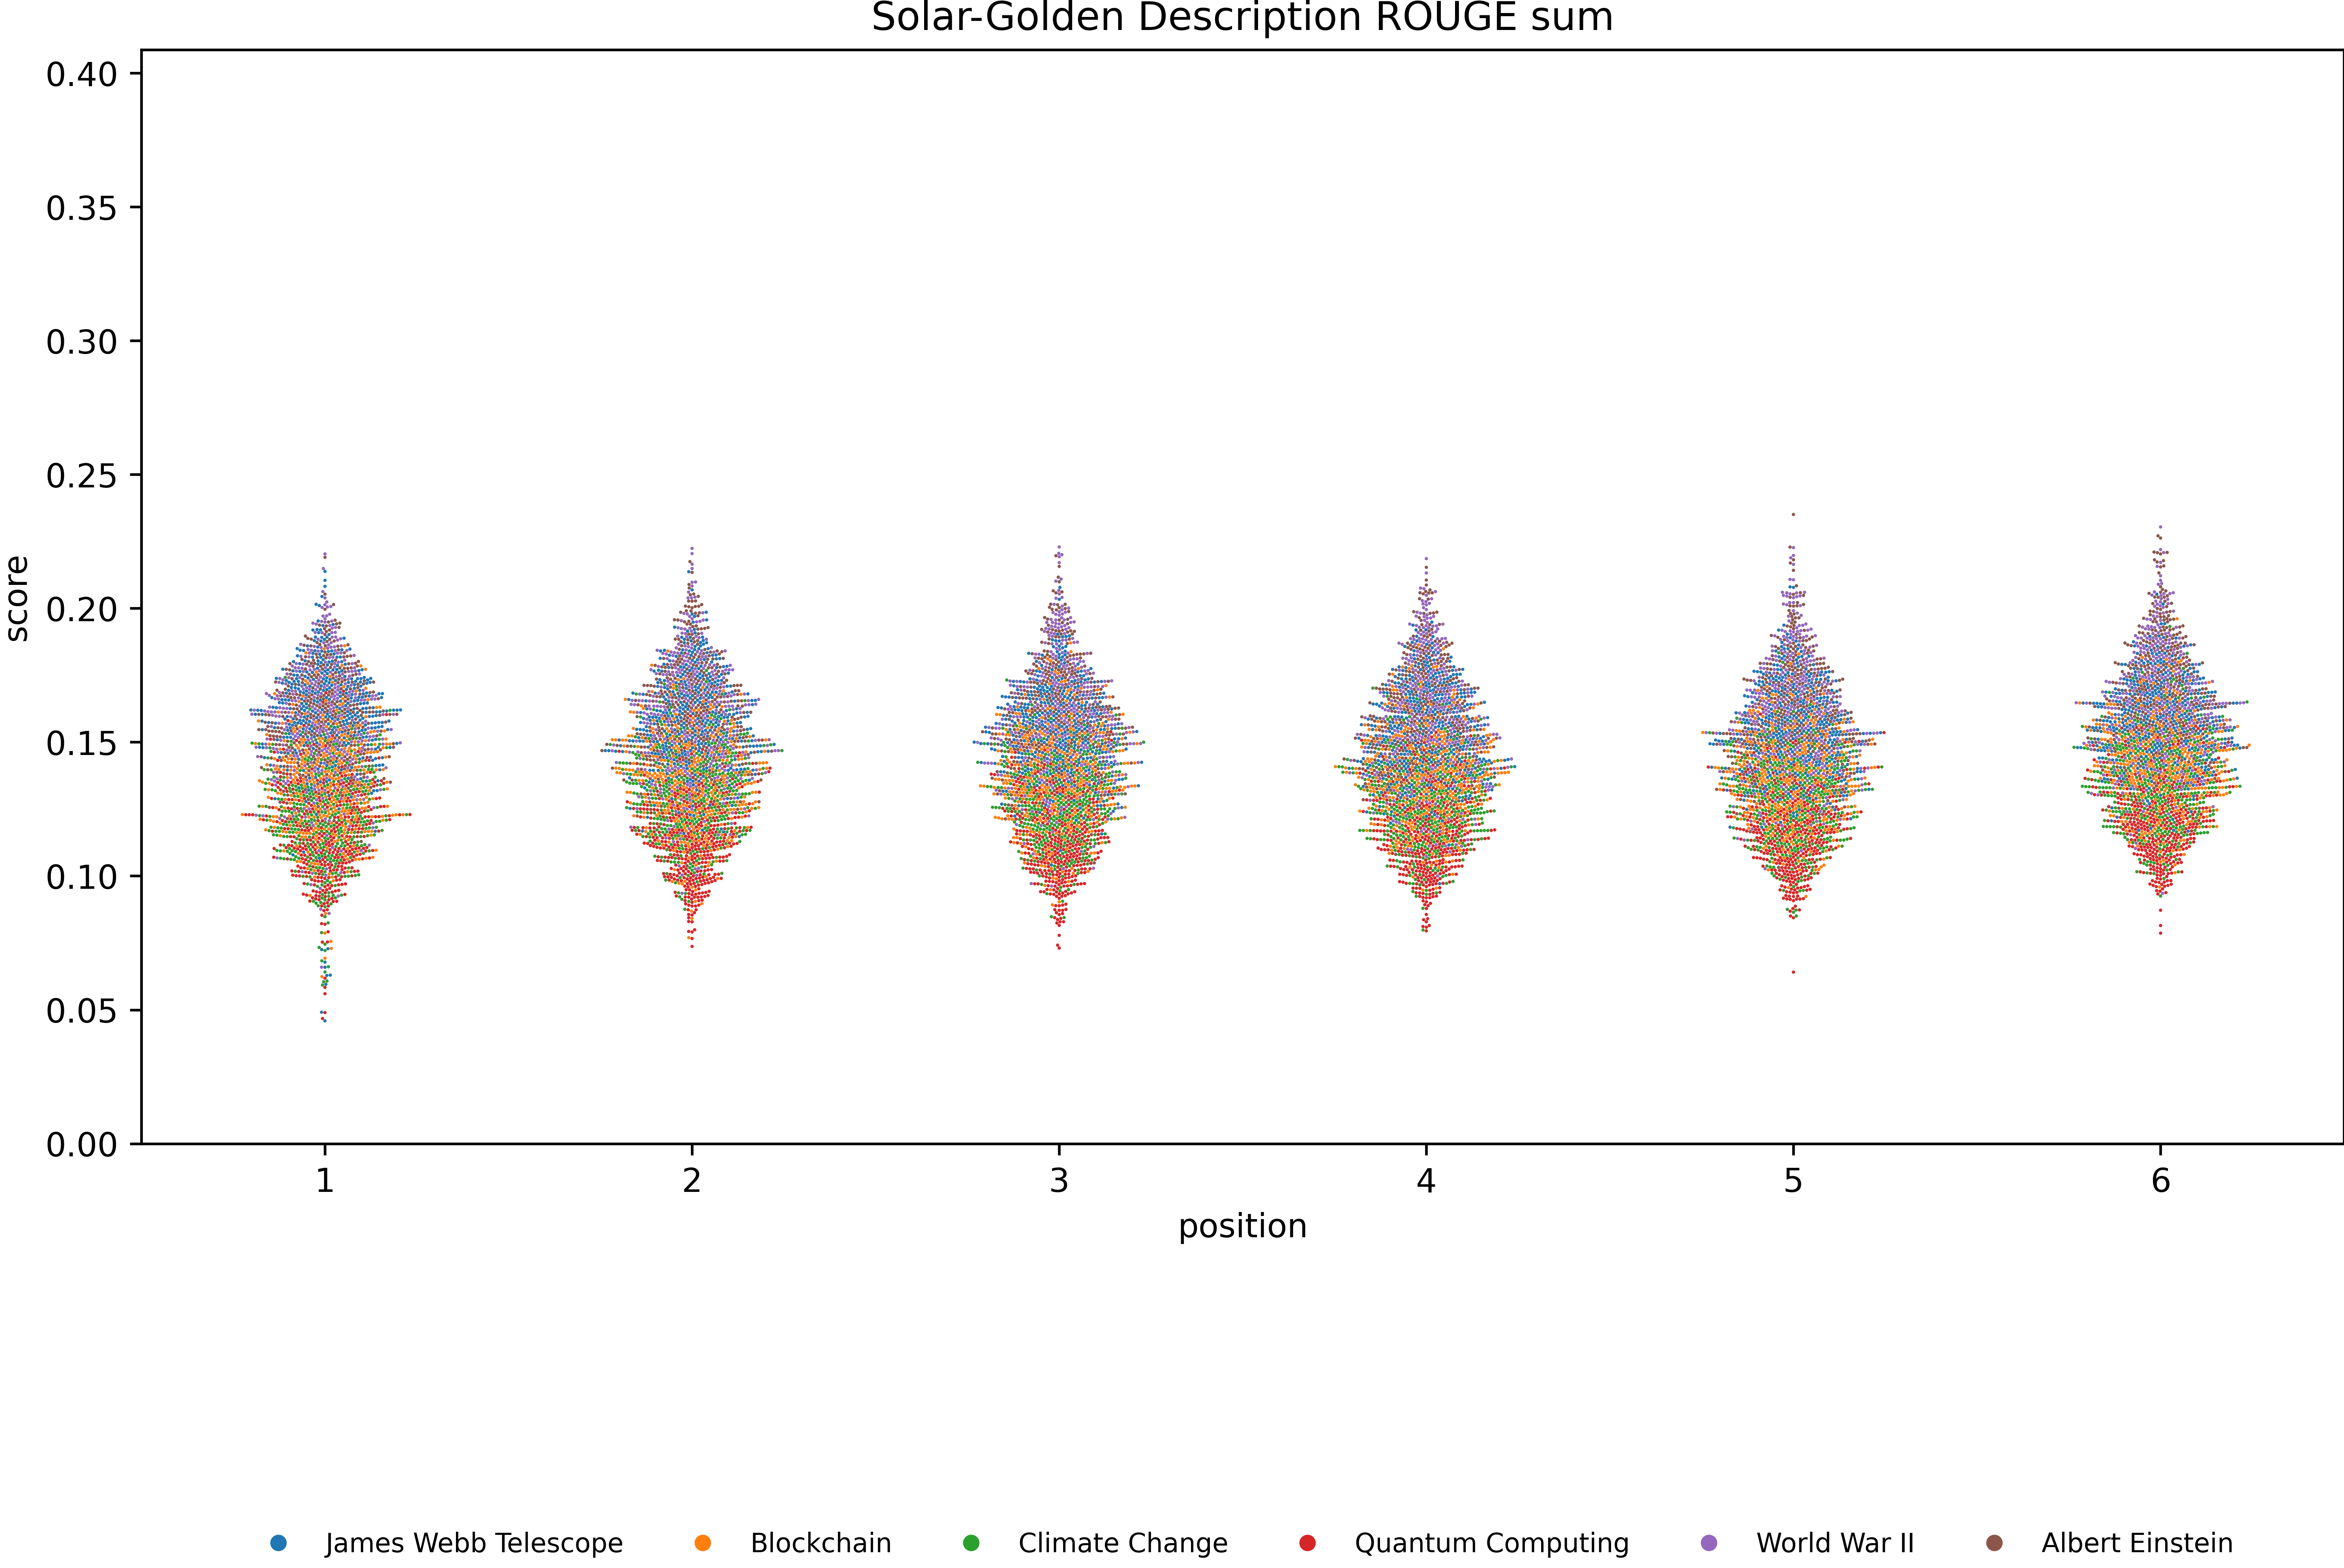 Solar-Golden Description ROUGE sum
0.40
0.35
0.30
0.25
0.20
0.15
0.10
0.05
0.00
score
1 2 3 4 5 6
position
James Webb Telescope Blockchain Climate Change Quantum Computing World War II Albert Einstein